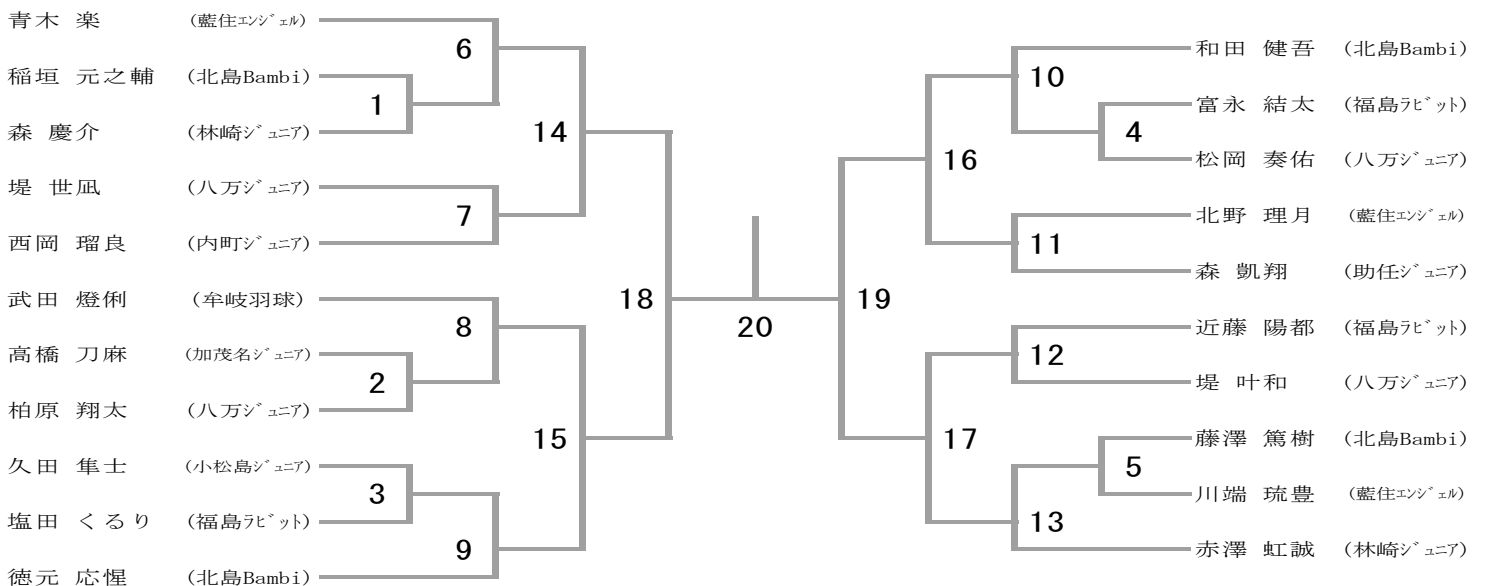 青木 楽 (藍住エンジェル)
6
稲垣 元之輔 (北島Bambi)
1
森 慶介 (林崎ジュニア)
14
堤 世凪 (八万ジュニア)
7
西岡 瑠良 (内町ジュニア)
18
武田 燈俐 (牟岐羽球)
8
高橋 刀麻 (加茂名ジュニア)
2
柏原 翔太 (八万ジュニア)
15
久田 隼士 (小松島ジュニア)
3
塩田 くるり (福島ラビット)
9
徳元 応惺 (北島Bambi)
20
和田 健吾 (北島Bambi)
10
富永 結太 (福島ラビット)
4
松岡 奏佑 (八万ジュニア)
16
北野 理月 (藍住エンジェル)
11
森 凱翔 (助任ジュニア)
19
近藤 陽都 (福島ラビット)
12
堤 叶和 (八万ジュニア)
17
藤澤 篤樹 (北島Bambi)
5
川端 琉豊 (藍住エンジェル)
13
赤澤 虹誠 (林崎ジュニア)